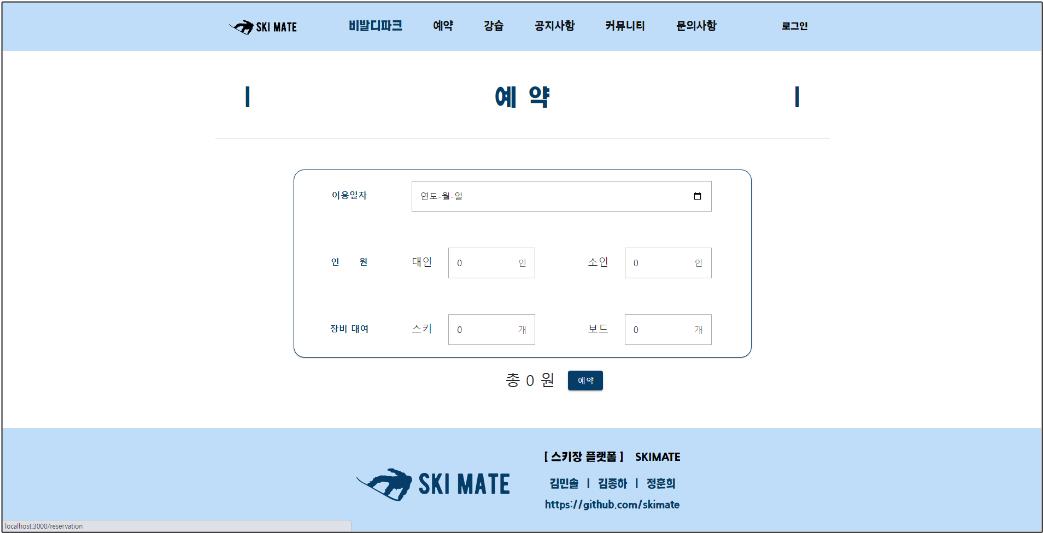 SKI MATE 비발디파크 예약 강습 공지사항 커뮤니티 문의사항 로그인
| 예 약 |
이용일자 연도-월-일
인 원 대인 0 인 소인 0 인
장비 대여 스키 0 개 보드 0 개
총 0 원 예약
[ 스키장 플랫폼 ] SKIMATE
SKI MATE 김민솔 | 김종하 | 정훈희
https://github.com/skimate
localhost:3000/reservation